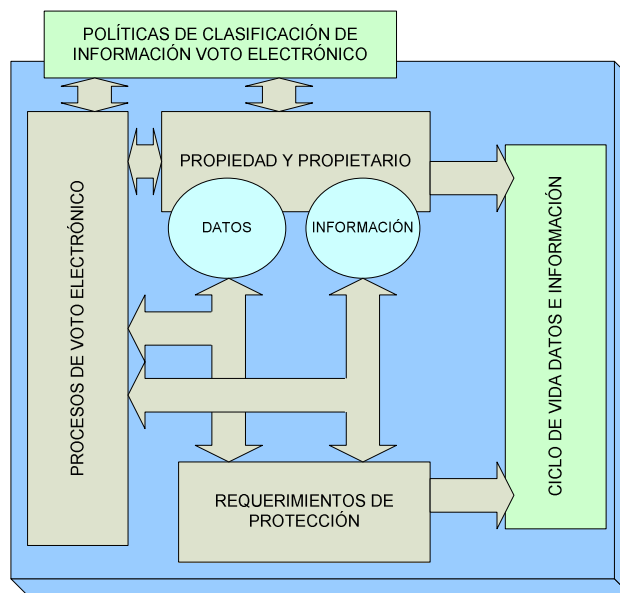 POLÍTICAS DE CLASIFICACIÓN DE
INFORMACIÓN VOTO ELECTRÓNICO
PROPIEDAD Y PROPIETARIO
DATOS
INFORMACIÓN
PROCESOS DE VOTO ELECTRÓNICO
CICLO DE VIDA DATOS E INFORMACIÓN
REQUERIMIENTOS DE
PROTECCIÓN